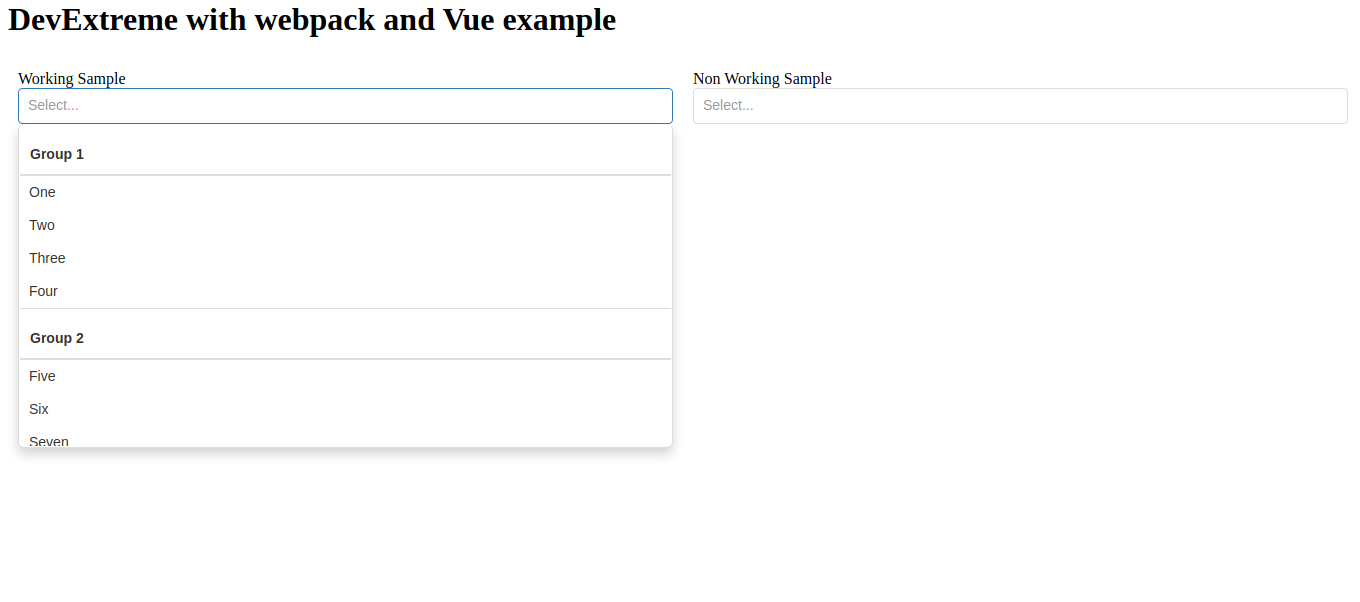 DevExtreme with webpack and Vue example
Working Sample
Select...
Group 1
One
Two
Three
Four
Group 2
Five
Six
Seven
Non Working Sample
Select...